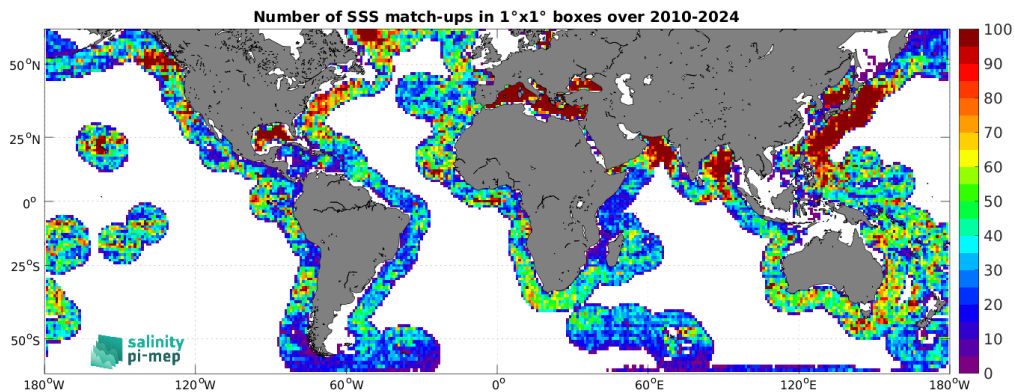 Number of SSS match-ups in 1°x1° boxes over 2010-2024
50°N
25°N
0°
25°S
50°S
180°W
120°W
60°W
0°
60°E
120°E
180°W
100
90
80
70
60
50
40
30
20
10
0
salinity
pi-mep